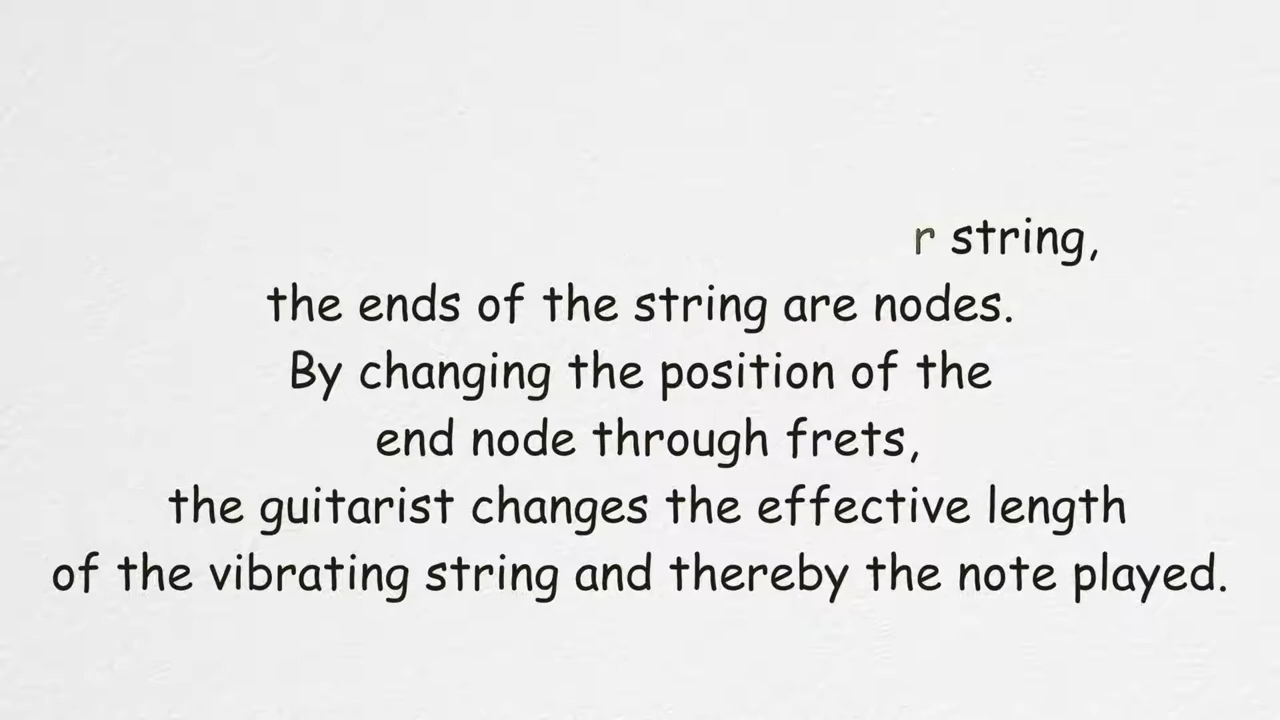 r string,
the ends of the string are nodes.
By changing the position of the
end node through frets,
the guitarist changes the effective length
of the vibrating string and thereby the note played.